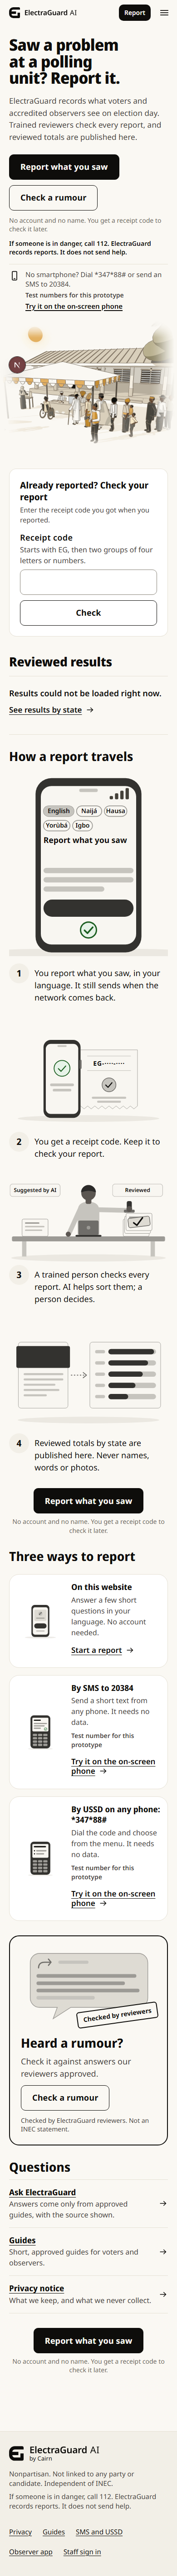 ElectraGuard AI
Report
Saw a problem
at a polling
unit? Report it.
ElectraGuard records what voters and
accredited observers see on election day.
Trained reviewers check every report, and
reviewed totals are published here.
Report what you saw
Check a rumour
No account and no name. You get a receipt code to
check it later.
If someone is in danger, call 112. ElectraGuard
records reports. It does not send help.
No smartphone? Dial *347*88# or send an
SMS to 20384.
Test numbers for this prototype
Try it on the on-screen phone
N
Already reported? Check your
report
Enter the receipt code you got when you
reported.
Receipt code
Starts with EG, then two groups of four
letters or numbers.
Check
Reviewed results
Results could not be loaded right now.
See results by state →
How a report travels
English Naijá Hausa
Yorùbá Igbo
Report what you saw
1 You report what you saw, in your
language. It still sends when the
network comes back.
EG-····-····
2 You get a receipt code. Keep it to
check your report.
Suggested by AI
Reviewed
3 A trained person checks every
report. AI helps sort them; a
person decides.
4 Reviewed totals by state are
published here. Never names,
words or photos.
Report what you saw
No account and no name. You get a receipt code to
check it later.
Three ways to report
On this website
Answer a few short
questions in your
language. No account
needed.
Start a report →
By SMS to 20384
Send a short text from
any phone. It needs no
data.
Test number for this
prototype
Try it on the on-screen
phone →
By USSD on any phone:
*347*88#
Dial the code and choose
from the menu. It needs
no data.
Test number for this
prototype
Try it on the on-screen
phone →
Checked by reviewers
Heard a rumour?
Check it against answers our
reviewers approved.
Check a rumour
Checked by ElectraGuard reviewers. Not an
INEC statement.
Questions
Ask ElectraGuard
Answers come only from approved
guides, with the source shown.
→
Guides
Short, approved guides for voters and
observers.
→
Privacy notice
What we keep, and what we never collect.
→
Report what you saw
No account and no name. You get a receipt code to
check it later.
ElectraGuard AI
by Cairn
Nonpartisan. Not linked to any party or
candidate. Independent of INEC.
If someone is in danger, call 112. ElectraGuard
records reports. It does not send help.
Privacy Guides SMS and USSD
Observer app Staff sign in